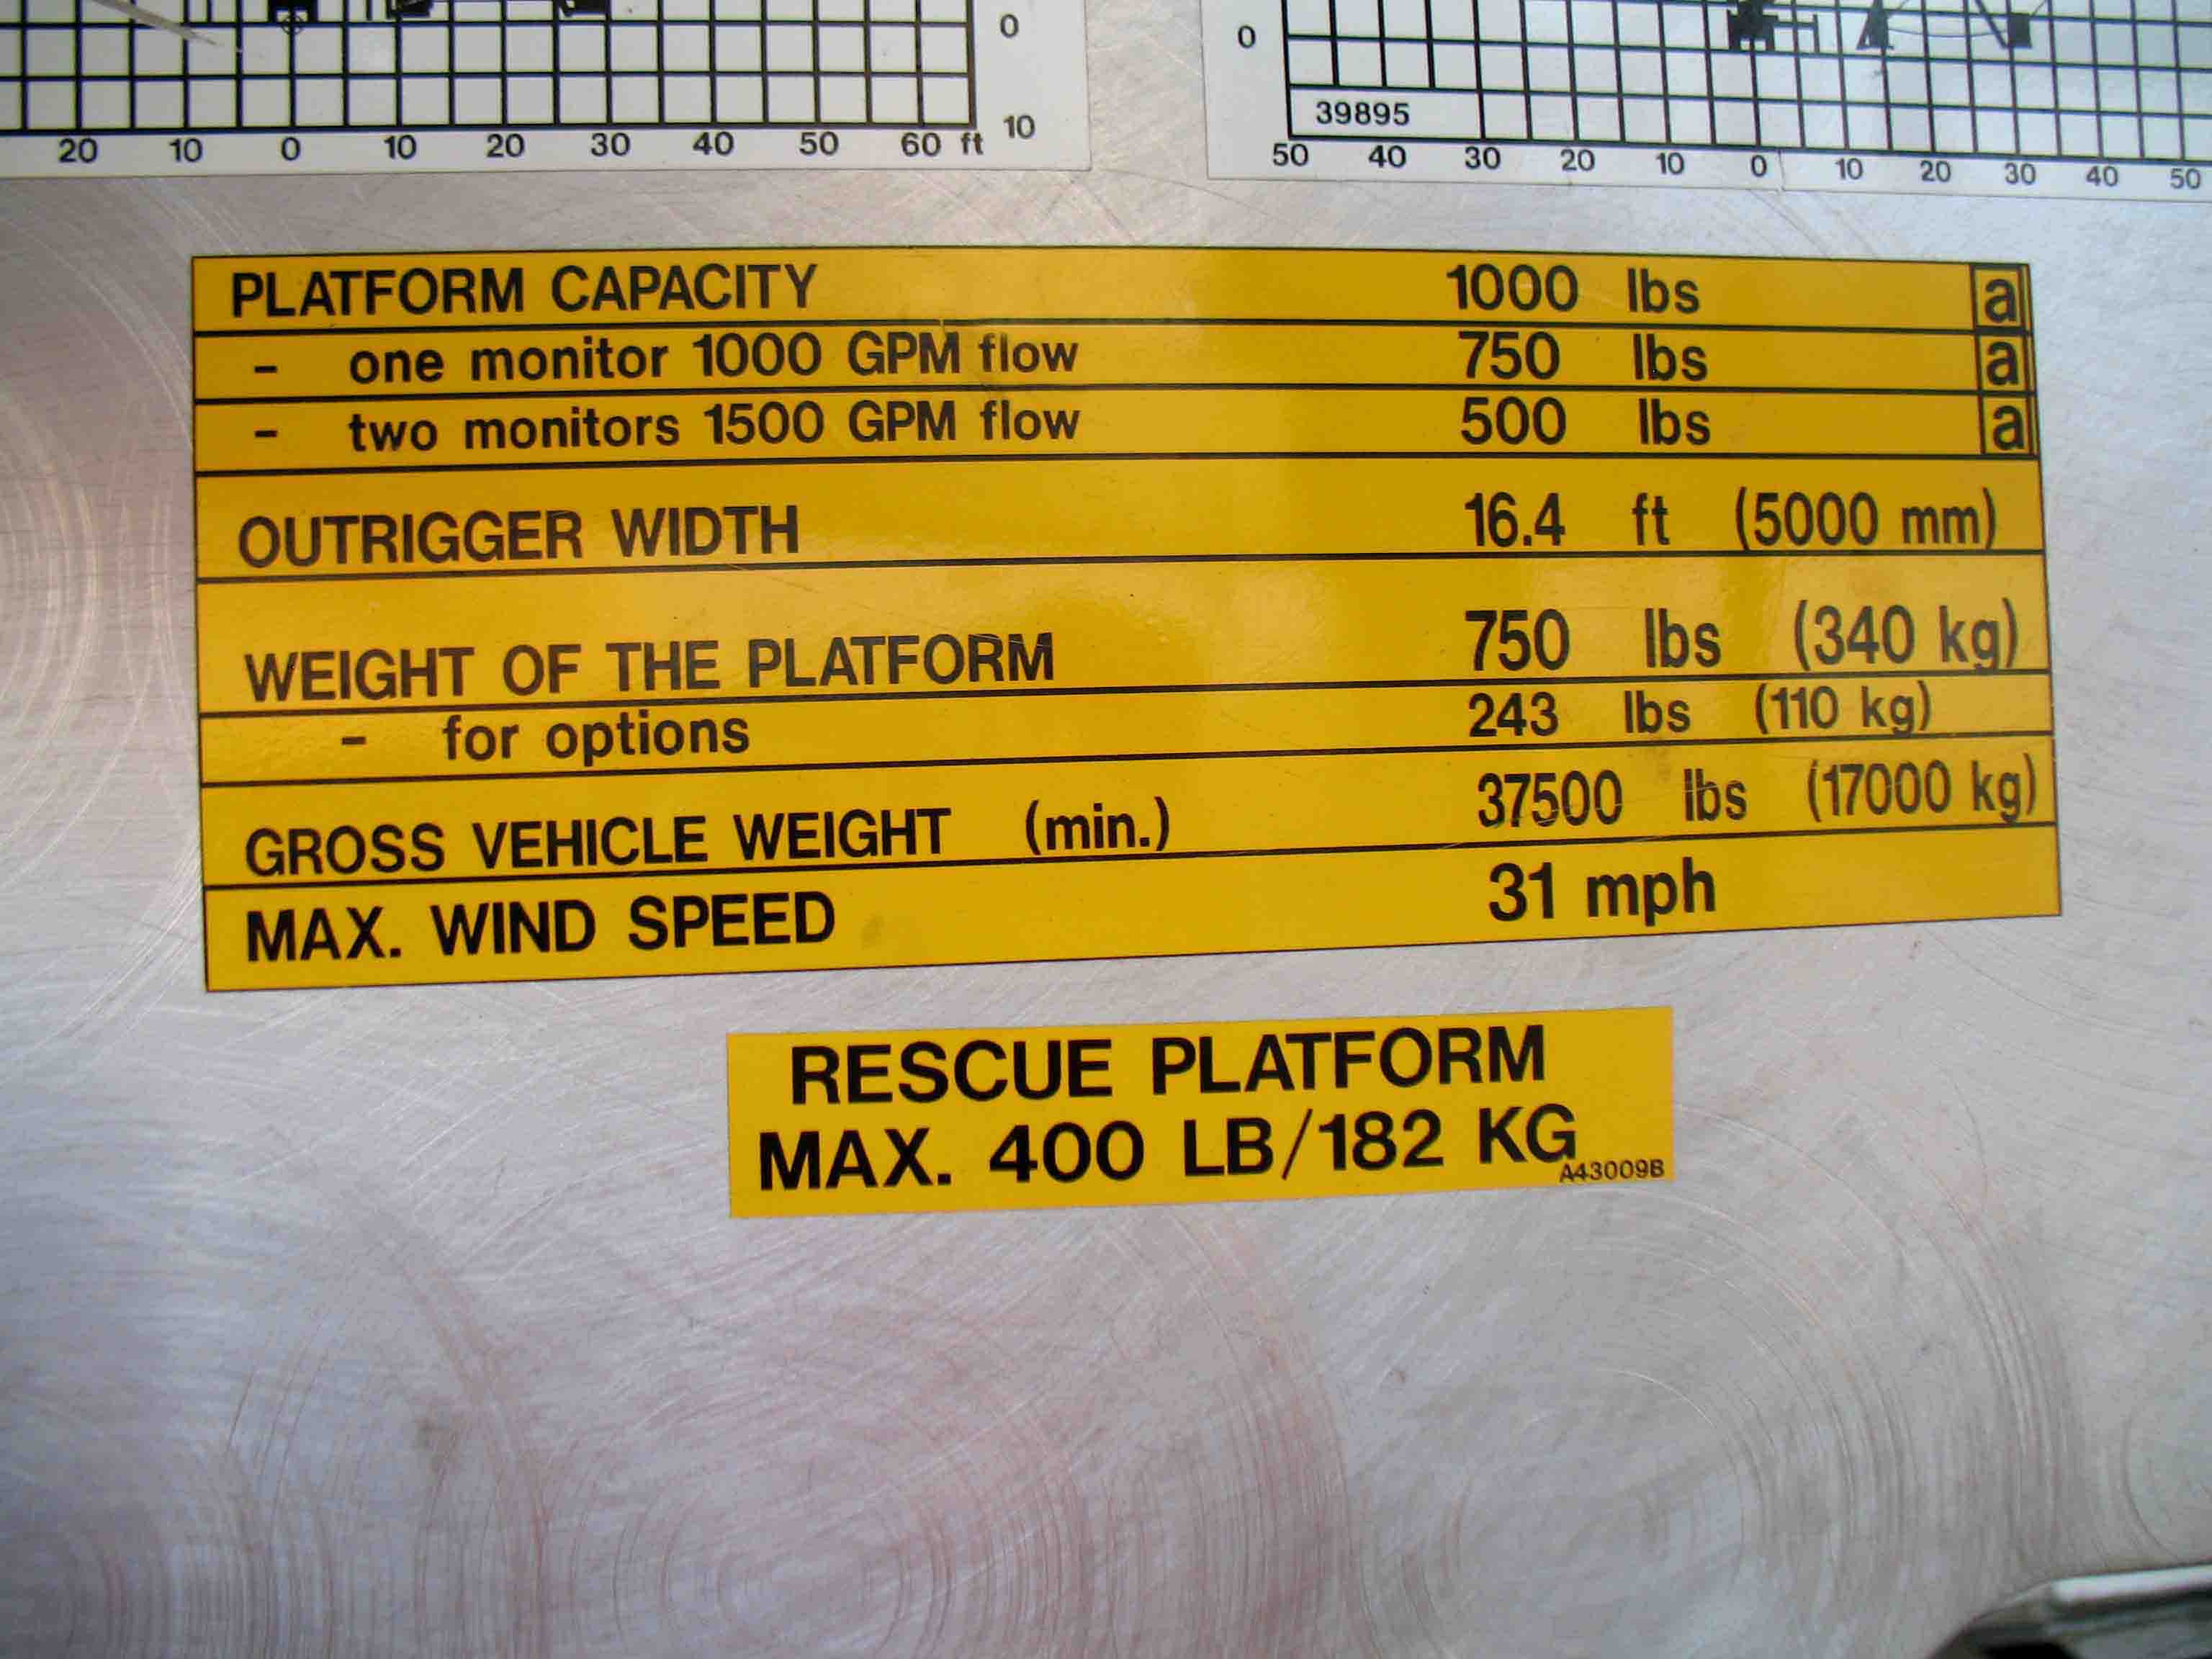 0
10
20 10 0 10 20 30 40 50 60 ft
0
39895
50 40 30 20 10 0 10 20 30 40 50
PLATFORM CAPACITY 1000 lbs a
- one monitor 1000 GPM flow 750 lbs a
- two monitors 1500 GPM flow 500 lbs a
OUTRIGGER WIDTH 16.4 ft (5000 mm)
WEIGHT OF THE PLATFORM 750 lbs (340 kg)
- for options 243 lbs (110 kg)
GROSS VEHICLE WEIGHT (min.) 37500 lbs (17000 kg)
MAX. WIND SPEED 31 mph
RESCUE PLATFORM
MAX. 400 LB/182 KG
A43009B